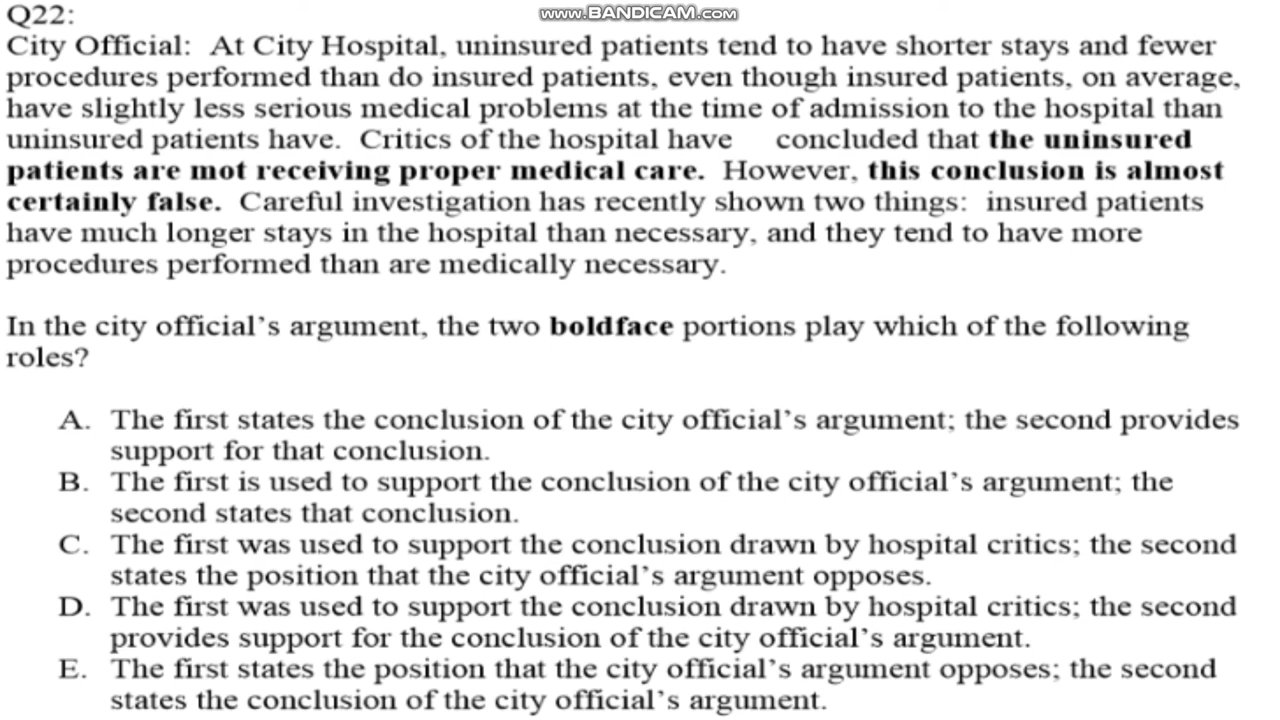 Q22:
www.BANDICAM.com
City Official: At City Hospital, uninsured patients tend to have shorter stays and fewer
procedures performed than do insured patients, even though insured patients, on average,
have slightly less serious medical problems at the time of admission to the hospital than
uninsured patients have. Critics of the hospital have concluded that the uninsured
patients are mot receiving proper medical care. However, this conclusion is almost
certainly false. Careful investigation has recently shown two things: insured patients
have much longer stays in the hospital than necessary, and they tend to have more
procedures performed than are medically necessary.
In the city official's argument, the two boldface portions play which of the following
roles?
A. The first states the conclusion of the city official's argument; the second provides
support for that conclusion.
B. The first is used to support the conclusion of the city official's argument; the
second states that conclusion.
C. The first was used to support the conclusion drawn by hospital critics; the second
states the position that the city official's argument opposes.
D. The first was used to support the conclusion drawn by hospital critics; the second
provides support for the conclusion of the city official's argument.
E. The first states the position that the city official's argument opposes; the second
states the conclusion of the city official's argument.